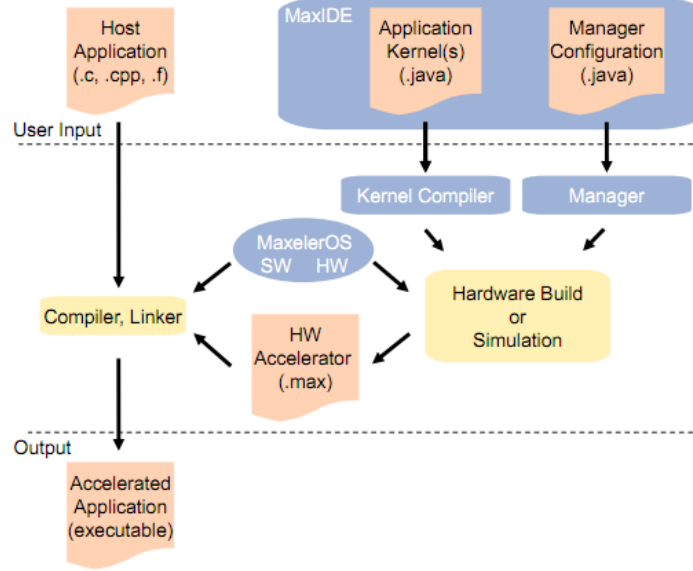 MaxIDE
Host
Application
(.c, .cpp, .f)
Application
Kernel(s)
(.java)
Manager
Configuration
(.java)
User Input
Kernel Compiler
Manager
MaxelerOS
SW HW
Compiler, Linker
HW
Accelerator
(.max)
Hardware Build
or
Simulation
Output
Accelerated
Application
(executable)